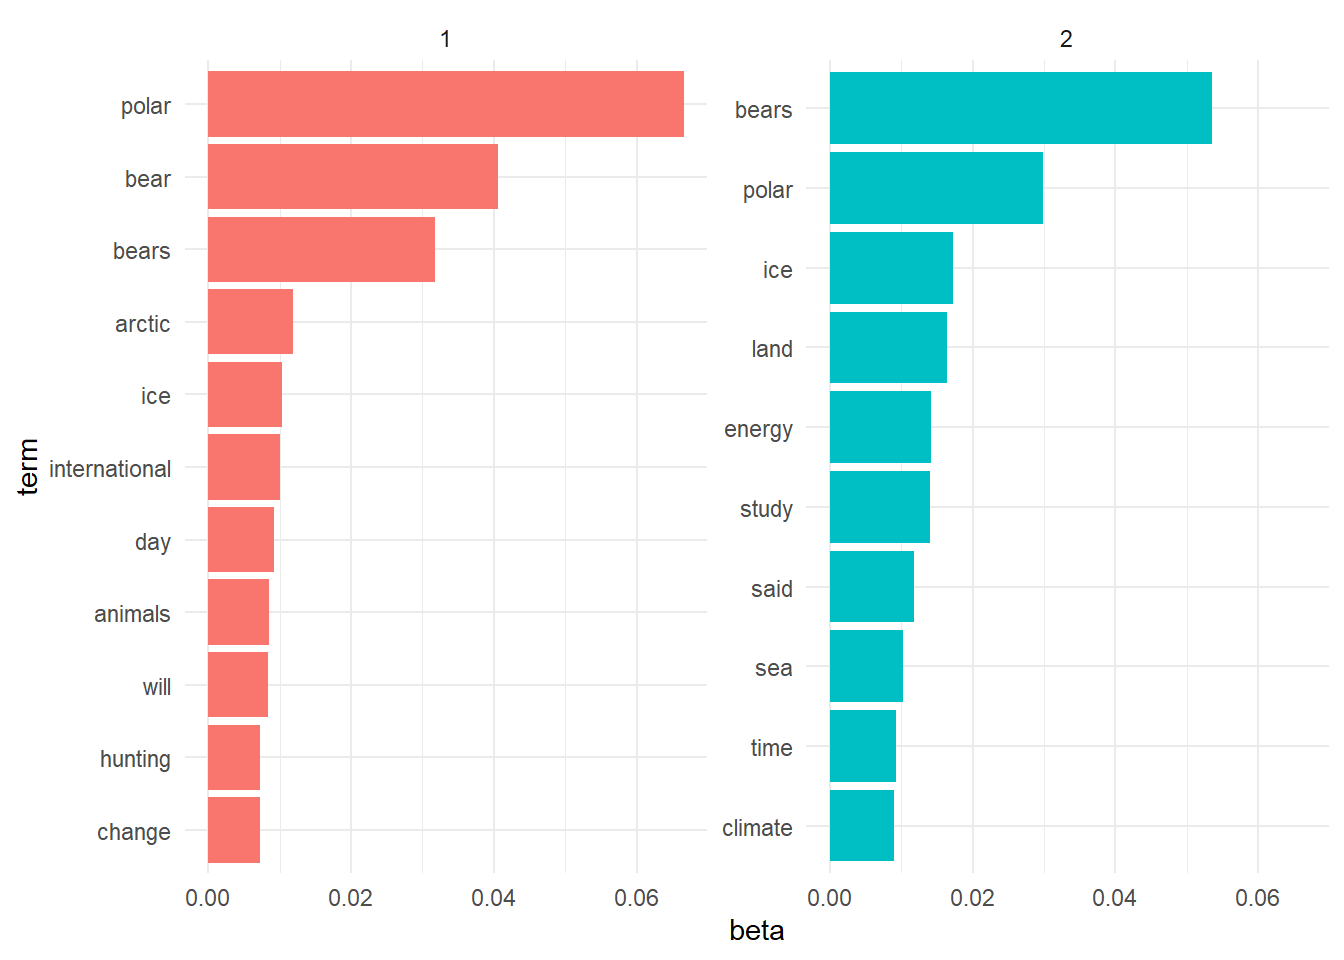 1
2
term
polar
bear
bears
arctic
ice
international
day
animals
will
hunting
change
0.00 0.02 0.04 0.06
bears
polar
ice
land
energy
study
said
sea
time
climate
0.00 0.02 0.04 0.06
beta